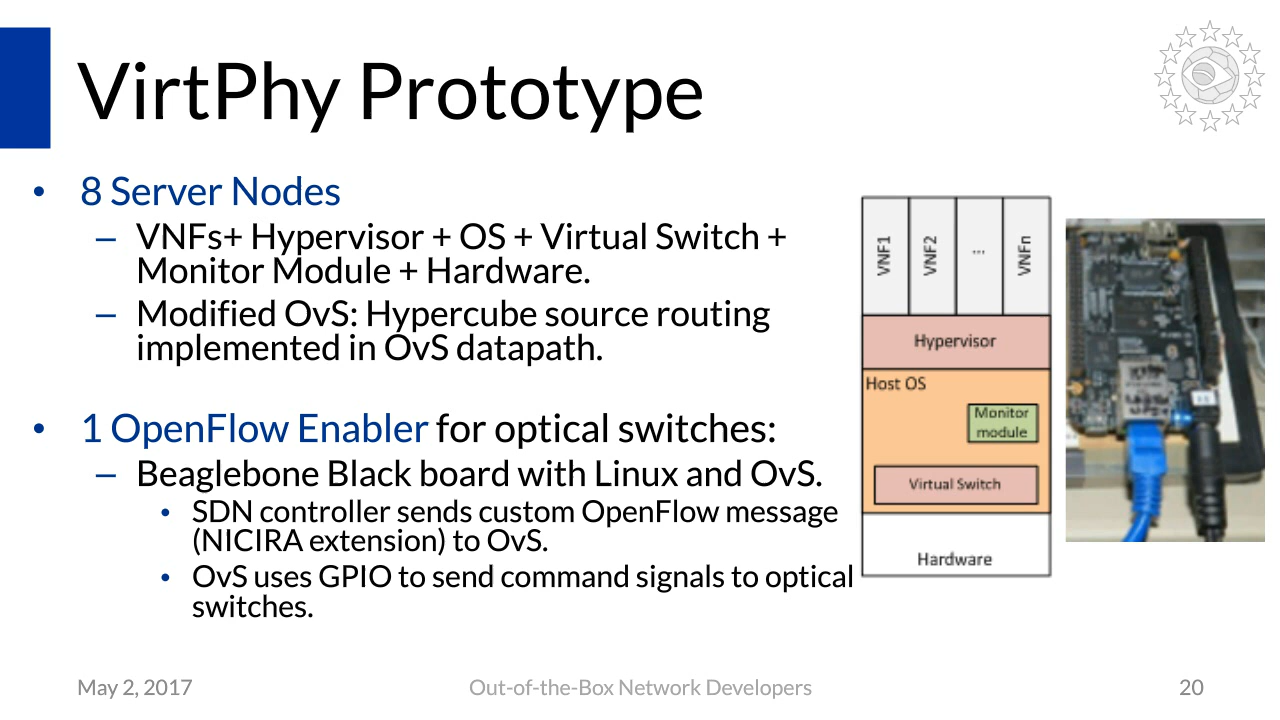 VirtPhy Prototype
• 8 Server Nodes
– VNFs+ Hypervisor + OS + Virtual Switch +
Monitor Module + Hardware.
– Modified OvS: Hypercube source routing
implemented in OvS datapath.
• 1 OpenFlow Enabler for optical switches:
– Beaglebone Black board with Linux and OvS.
• SDN controller sends custom OpenFlow message
(NICIRA extension) to OvS.
• OvS uses GPIO to send command signals to optical
switches.
VNF1
VNF2
...
VNFn
Hypervisor
Host OS
Monitor
module
Virtual Switch
Hardware
May 2, 2017
Out-of-the-Box Network Developers
20